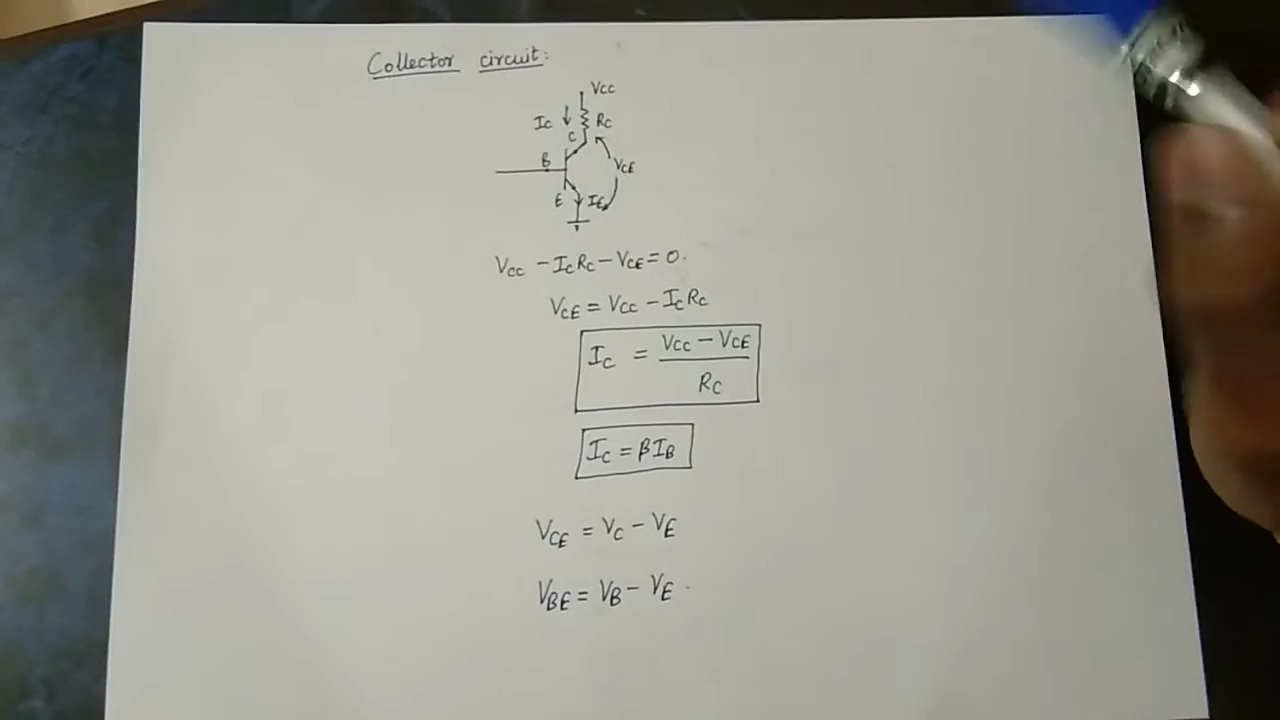 Collector circuit:
Vcc
Ic ↓ Rc
C
B
VCE
E IE
Vcc - IcRc - VCE = 0.
VCE = Vcc - IcRc
Ic = (Vcc - VCE) / Rc
Ic = βIB
VCE = Vc - VE
VBE = VB - VE